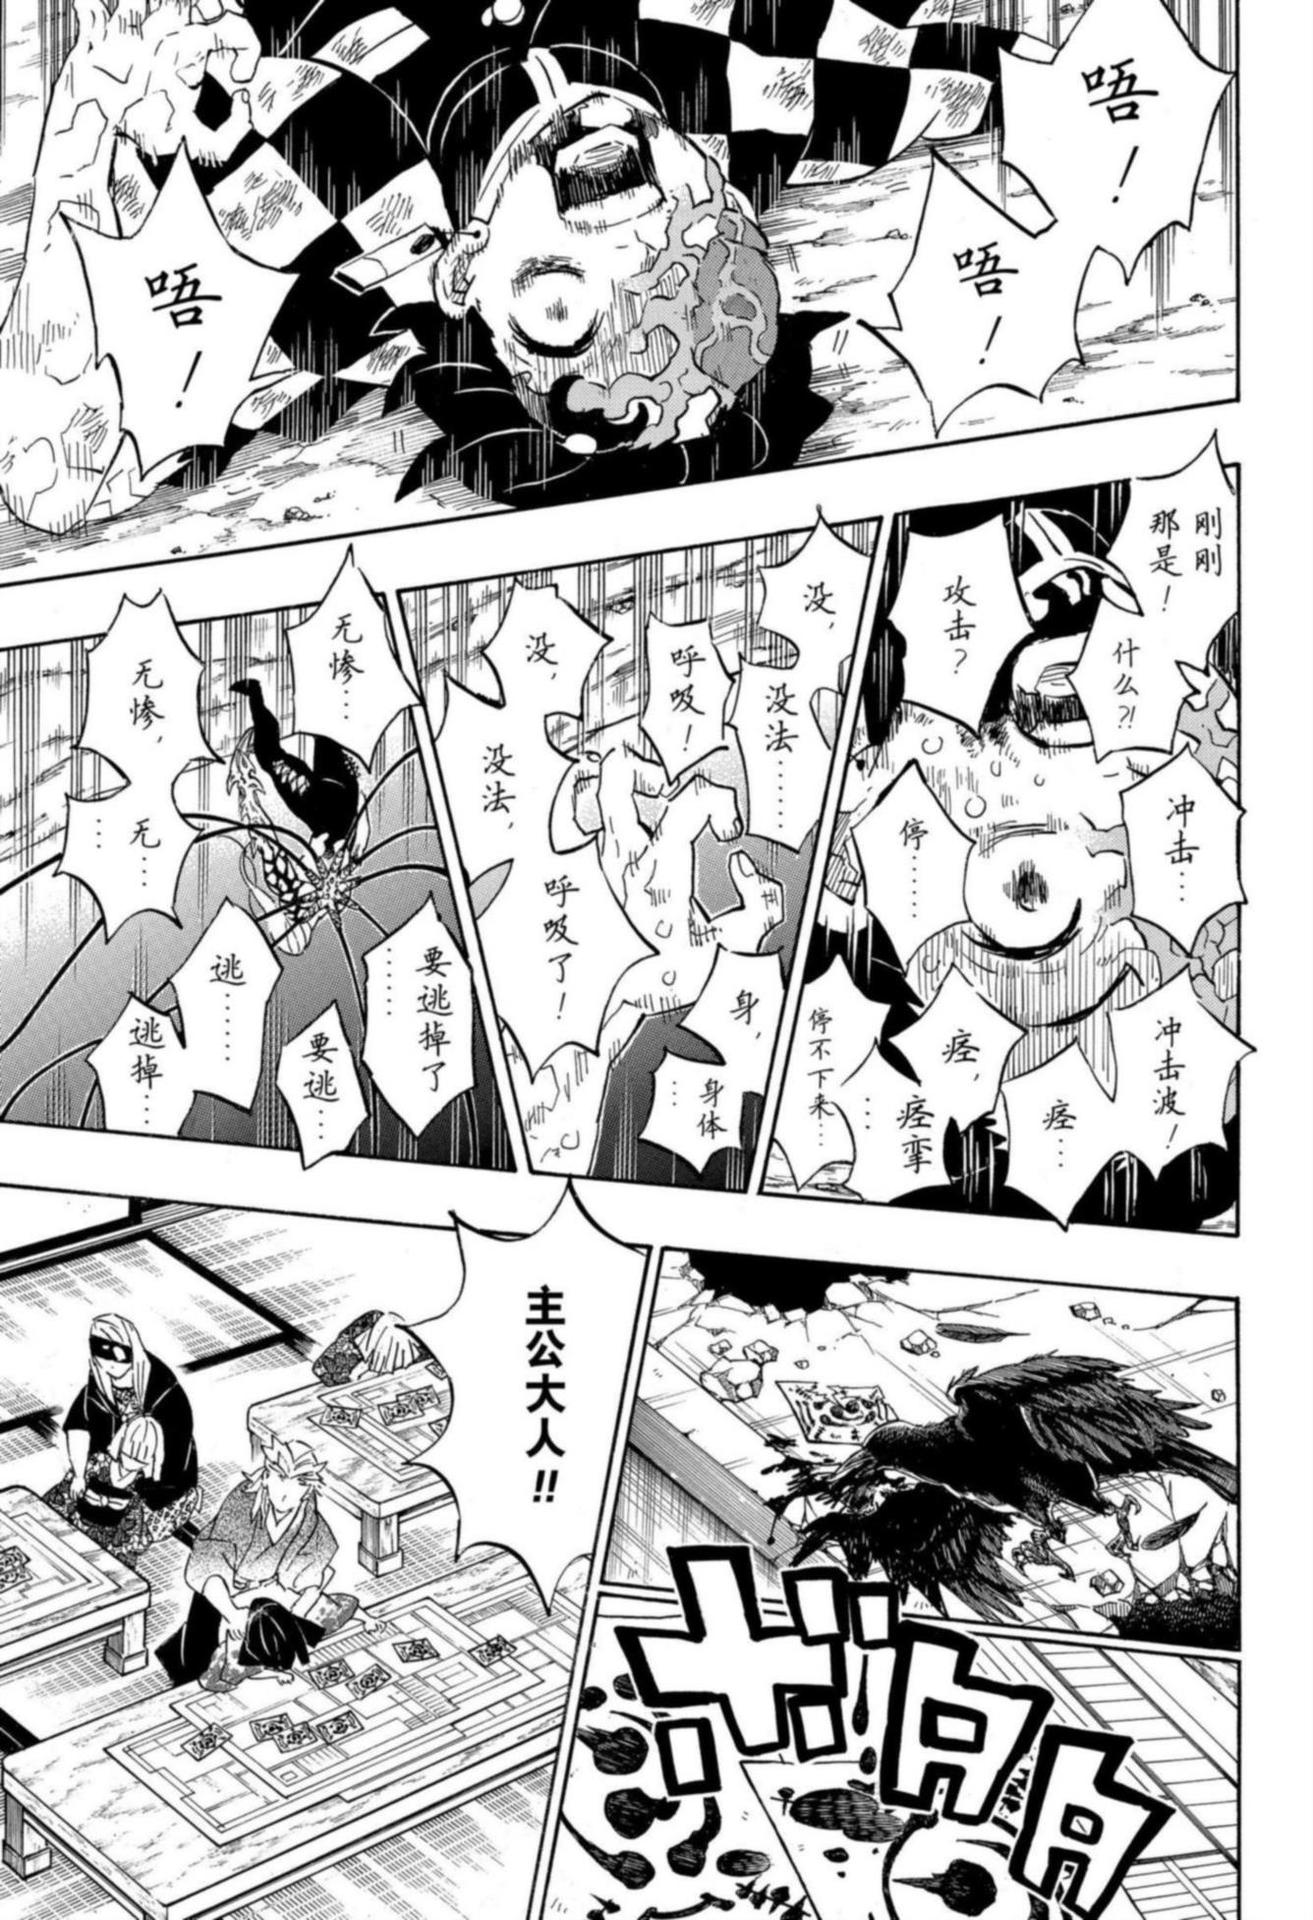 唔！
唔！
唔！
刚刚
那是！
什么?!
攻击？
冲击…
停……
冲击波！
痉…
痉，
痉挛
……
停不下来…
没，
没法……
呼吸！
没，
没法，
呼吸了！
身，
身体
……
无惨…
无惨，
无…
……
要逃掉了
……
要逃…
逃……
逃掉…
主公大人!!